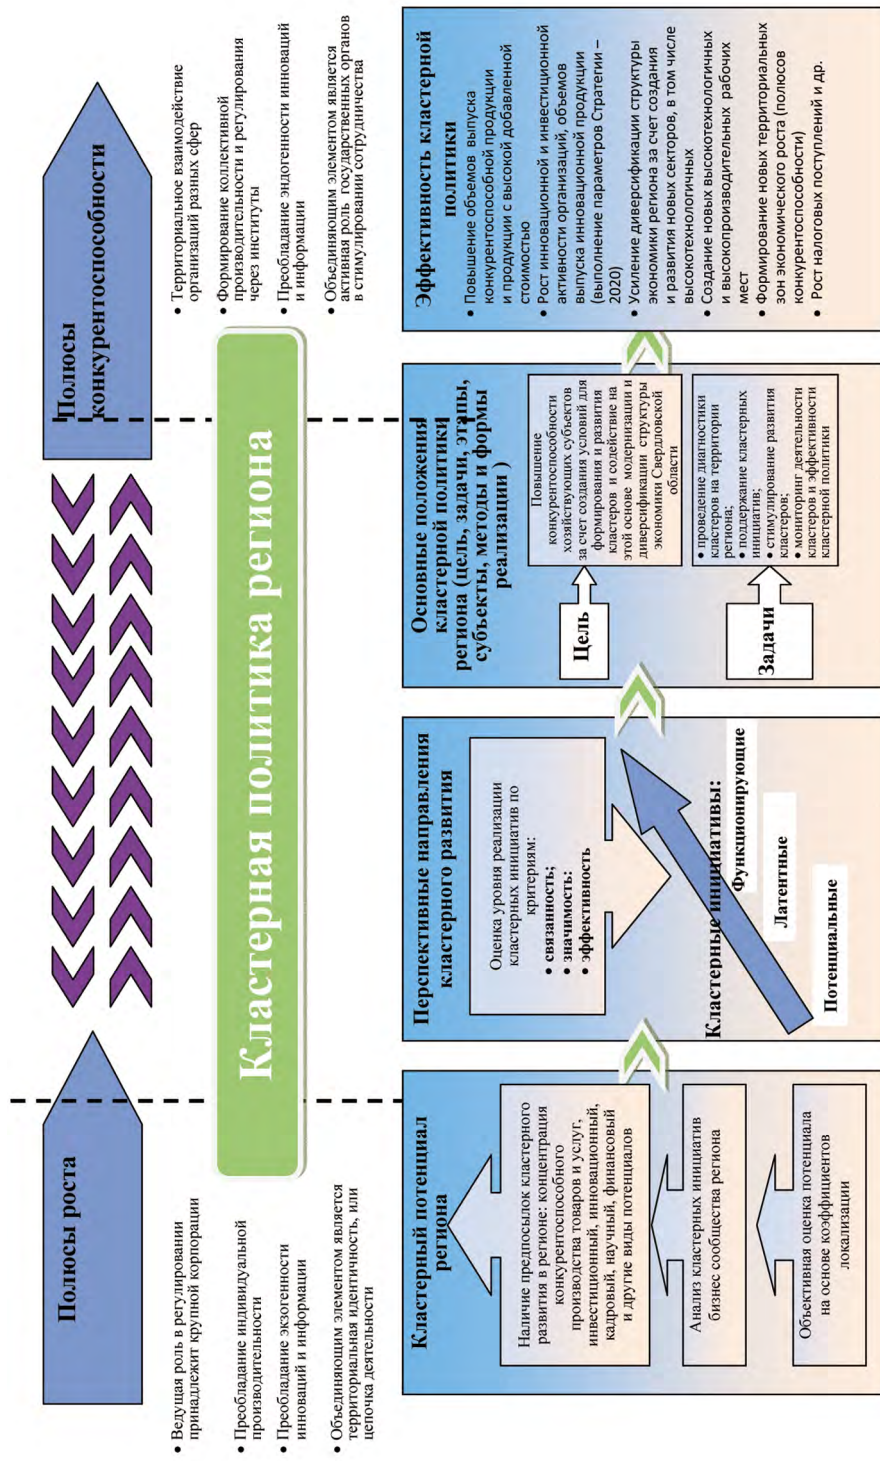 Полюсы роста
Полюсы
конкурентоспособности
• Ведущая роль в регулировании
принадлежит крупной корпорации
• Преобладание индивидуальной
производительности
• Преобладание экзогенности
инноваций и информации
• Объединяющим элементом является
территориальная идентичность, или
цепочка деятельности
Кластерная политика региона
• Территориальное взаимодействие
организаций разных сфер
• Формирование коллективной
производительности и регулирования
через институты
• Преобладание эндогенности инноваций
и информации
• Объединяющим элементом является
активная роль государственных органов
в стимулировании сотрудничества
Кластерный потенциал
региона
Наличие предпосылок кластерного
развития в регионе: концентрация
конкурентоспособного
производства товаров и услуг,
инвестиционный, инновационный,
кадровый, научный, финансовый
и другие виды потенциалов
Анализ кластерных инициатив
бизнес сообщества региона
Объективная оценка потенциала
на основе коэффициентов
локализации
Перспективные направления
кластерного развития
Оценка уровня реализации
кластерных инициатив по
критериям:
• связанность;
• значимость:
• эффективность
Кластерные инициативы:
Функционирующие
Латентные
Потенциальные
Основные положения
кластерной политики
региона (цель, задачи, этапы,
субъекты, методы и формы
реализации )
Цель
Повышение
конкурентоспособности
хозяйствующих субъектов
за счет создания условий для
формирования и развития
кластеров и содействие на
этой основе модернизации и
диверсификации структуры
экономики Свердловской
области
Задачи
• проведение диагностики
кластеров на территории
региона;
• поддержание кластерных
инициатив;
• стимулирование развития
кластеров;
• мониторинг деятельности
кластеров и эффективности
кластерной политики
Эффективность кластерной
политики
• Повышение объемов выпуска
конкурентоспособной продукции
и продукции с высокой добавленной
стоимостью
• Рост инновационной и инвестиционной
активности организаций, объемов
выпуска инновационной продукции
(выполнение параметров Стратегии –
2020)
• Усиление диверсификации структуры
экономики региона за счет создания
и развития новых секторов, в том числе
высокотехнологичных
• Создание новых высокотехнологичных
и высокопроизводительных рабочих
мест
• Формирование новых территориальных
зон экономического роста (полюсов
конкурентоспособности)
• Рост налоговых поступлений и др.